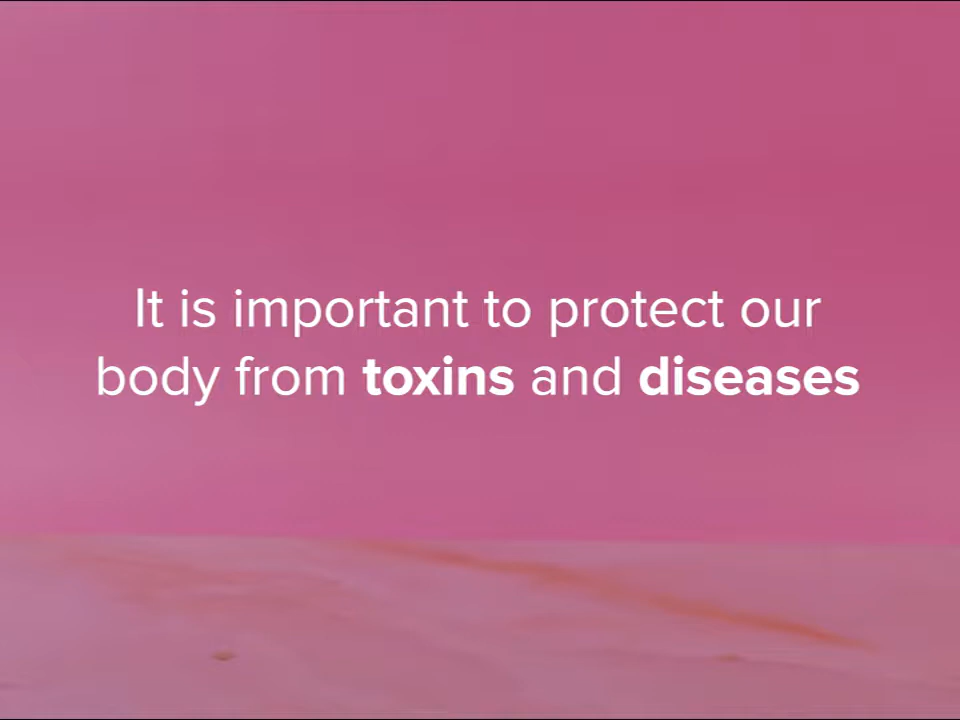 It is important to protect our
body from toxins and diseases